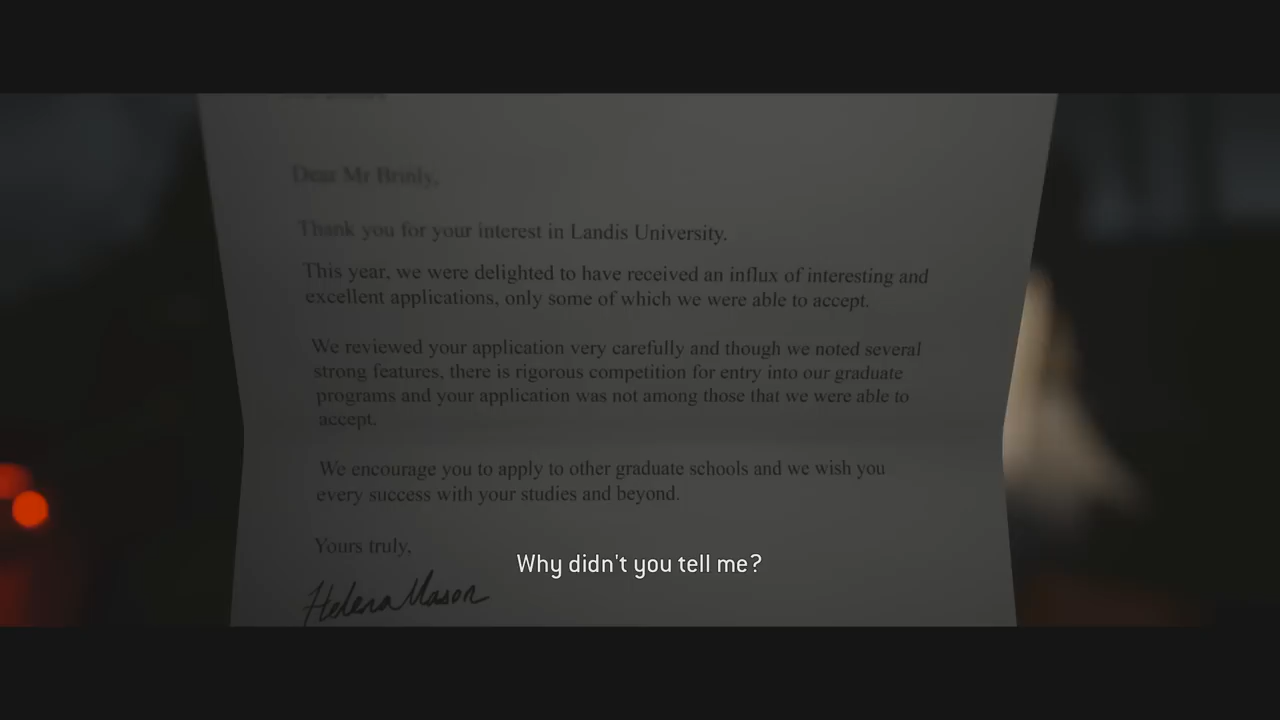 Dear Mr Brinly,
Thank you for your interest in Landis University.
This year, we were delighted to have received an influx of interesting and
excellent applications, only some of which we were able to accept.
We reviewed your application very carefully and though we noted several
strong features, there is rigorous competition for entry into our graduate
programs and your application was not among those that we were able to
accept.
We encourage you to apply to other graduate schools and we wish you
every success with your studies and beyond.
Yours truly,
Helena Mason
Why didn't you tell me?